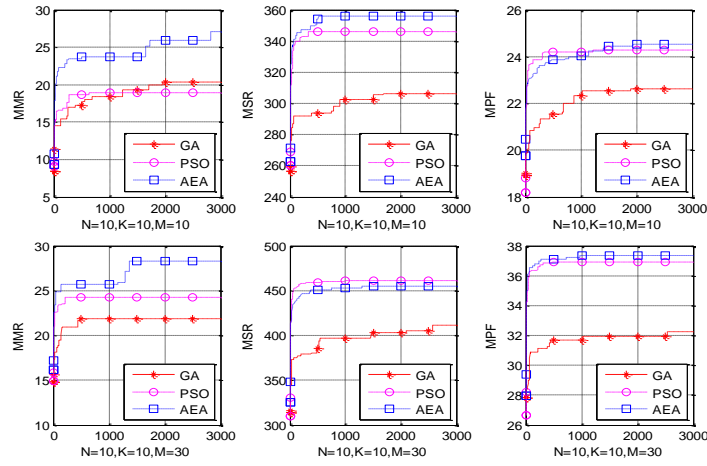 MMR
30
25
20
15
10
5
0 1000 2000 3000
GA
PSO
AEA
N=10,K=10,M=10
MSR
360
340
320
300
280
260
240
0 1000 2000 3000
GA
PSO
AEA
N=10,K=10,M=10
MPF
26
24
22
20
18
0 1000 2000 3000
GA
PSO
AEA
N=10,K=10,M=10
MMR
30
25
20
15
10
0 1000 2000 3000
GA
PSO
AEA
N=10,K=10,M=30
MSR
500
450
400
350
300
0 1000 2000 3000
GA
PSO
AEA
N=10,K=10,M=30
MPF
38
36
34
32
30
28
26
0 1000 2000 3000
GA
PSO
AEA
N=10,K=10,M=30